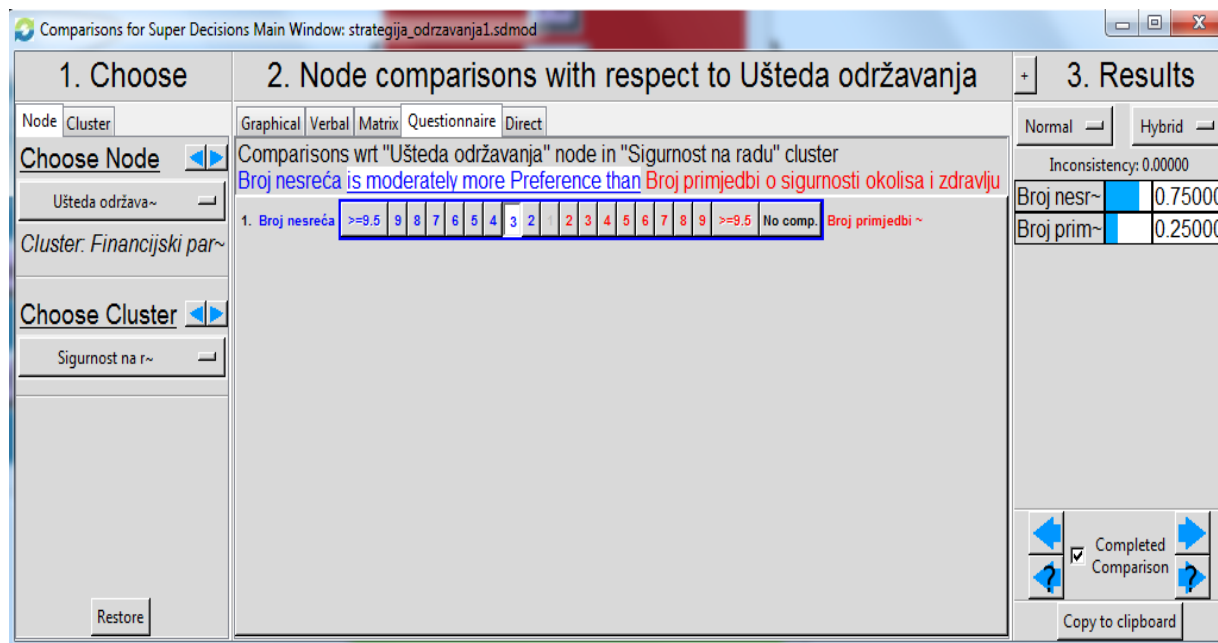 Comparisons for Super Decisions Main Window: strategija_odrzavanja1.sdmod
1. Choose
Node Cluster
Choose Node
Ušteda održava~
Cluster: Financijski par~
Choose Cluster
Sigurnost na r~
Restore
2. Node comparisons with respect to Ušteda održavanja
Graphical Verbal Matrix Questionnaire Direct
Comparisons wrt "Ušteda održavanja" node in "Sigurnost na radu" cluster
Broj nesreća is moderately more Preference than Broj primjedbi o sigurnosti okolisa i zdravlju
1. Broj nesreća >=9.5 9 8 7 6 5 4 3 2 1 2 3 4 5 6 7 8 9 >=9.5 No comp. Broj primjedbi ~
+ 3. Results
Normal Hybrid
Inconsistency: 0.00000
Broj nesr~ 0.75000
Broj prim~ 0.25000
Completed
Comparison
? ?
Copy to clipboard